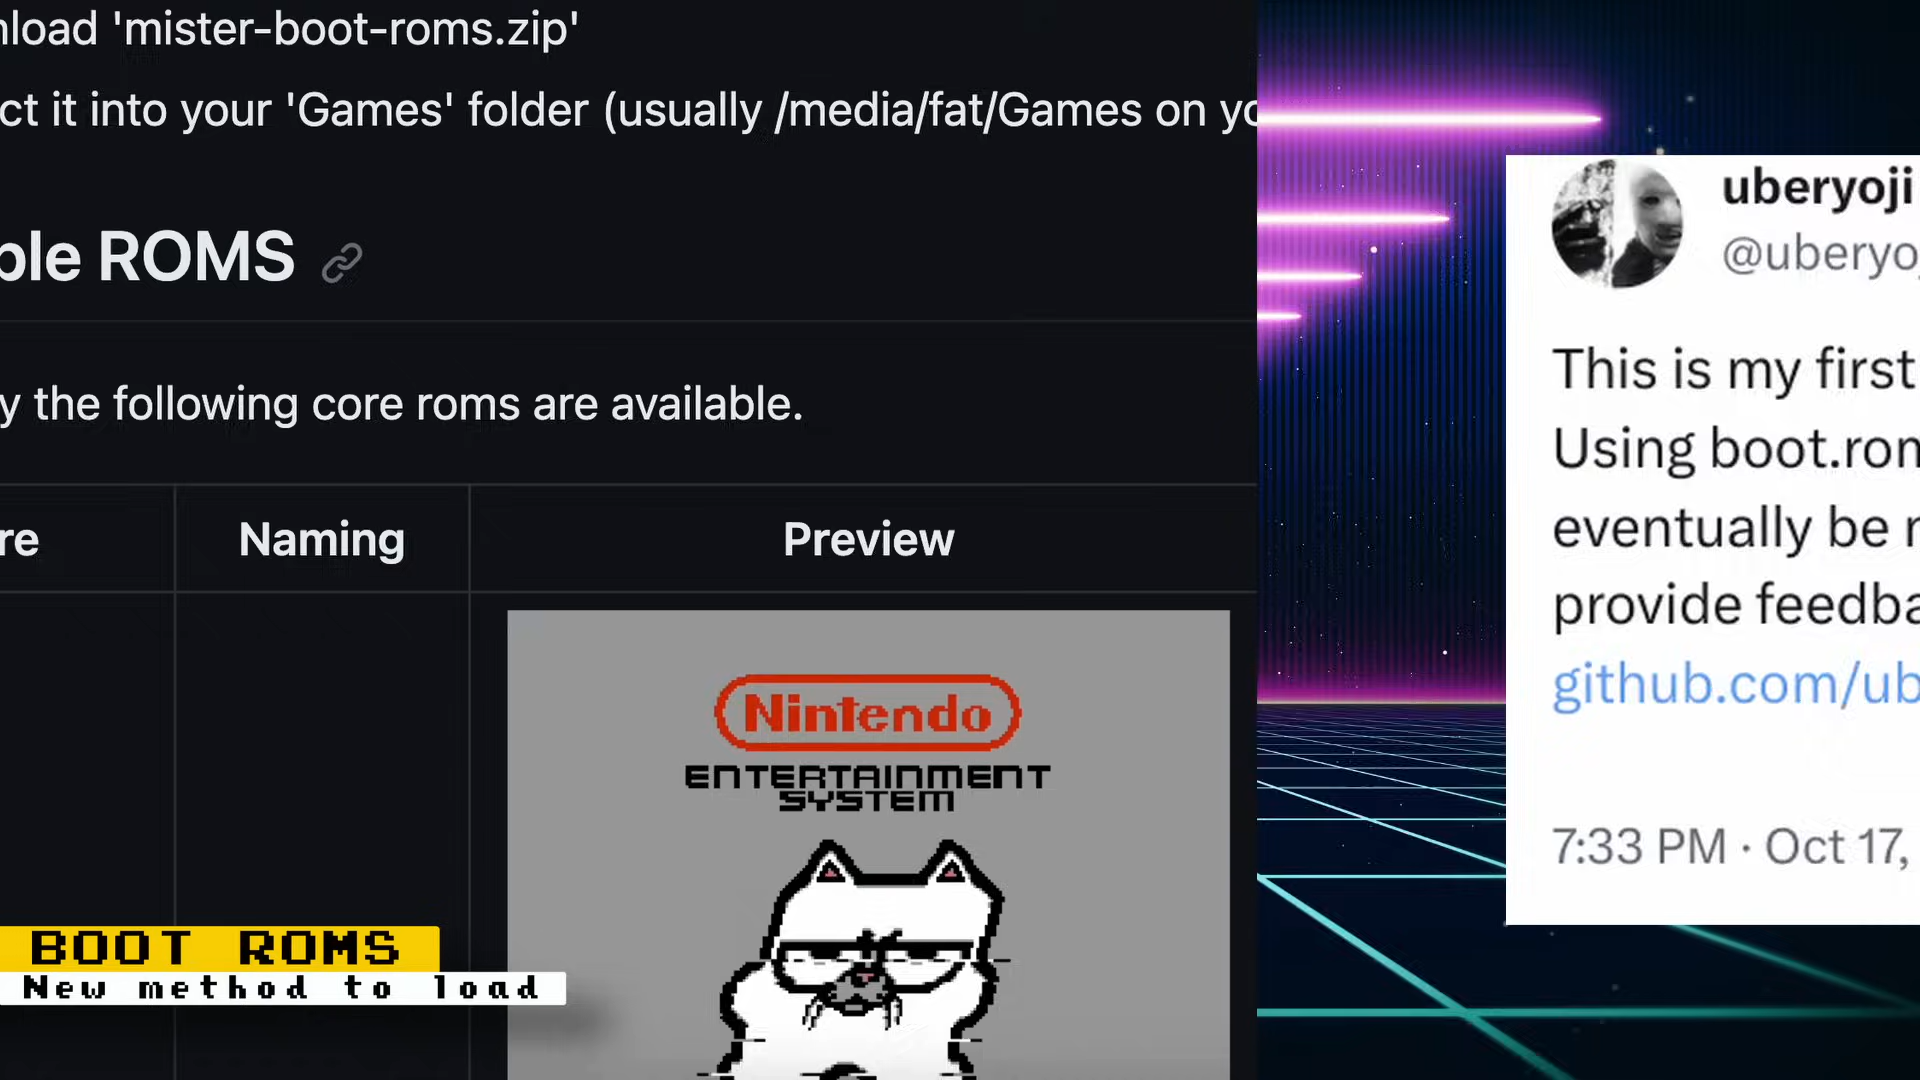 nload 'mister-boot-roms.zip'
ct it into your 'Games' folder (usually /media/fat/Games on yo
ble ROMS
y the following core roms are available.
re
Naming
Preview
Nintendo
ENTERTAINMENT
SYSTEM
BOOT ROMS
New method to load
uberyoji
@uberyo
This is my first
Using boot.rom
eventually be r
provide feedba
github.com/ub
7:33 PM · Oct 17,